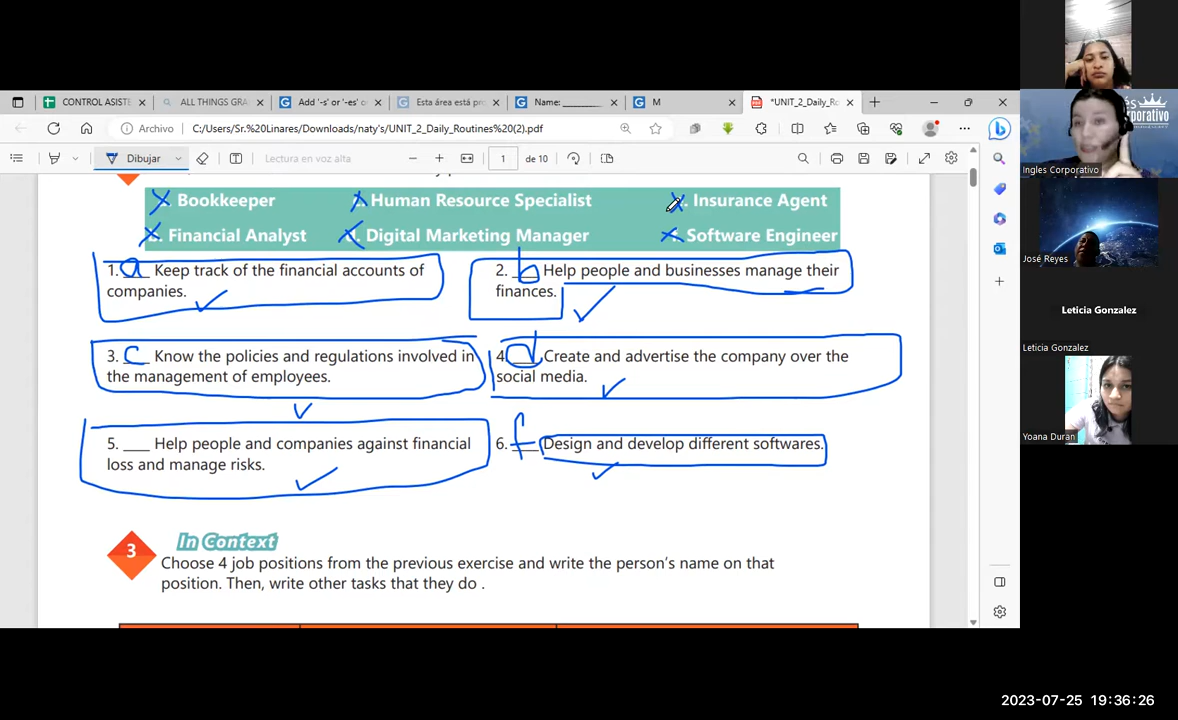 CONTROL ASISTE
ALL THINGS GRA
Add '-s' or '-es' or
Esta área está pro
Name: ________
M
*UNIT_2_Daily_Ro
Archivo
C:/Users/Sr.%20Linares/Downloads/naty's/UNIT_2_Daily_Routines%20(2).pdf
Dibujar
Lectura en voz alta
1
de 10
Bookkeeper
Human Resource Specialist
Insurance Agent
Financial Analyst
Digital Marketing Manager
Software Engineer
1. a Keep track of the financial accounts of
companies.
2. b Help people and businesses manage their
finances.
3. c Know the policies and regulations involved in
the management of employees.
4 d Create and advertise the company over the
social media.
5. ___ Help people and companies against financial
loss and manage risks.
6. f Design and develop different softwares.
3
In Context
Choose 4 job positions from the previous exercise and write the person's name on that
position. Then, write other tasks that they do .
és
rporativo
Ingles Corporativo
José Reyes
Leticia Gonzalez
Leticia Gonzalez
Yoana Duran
2023-07-25 19:36:26